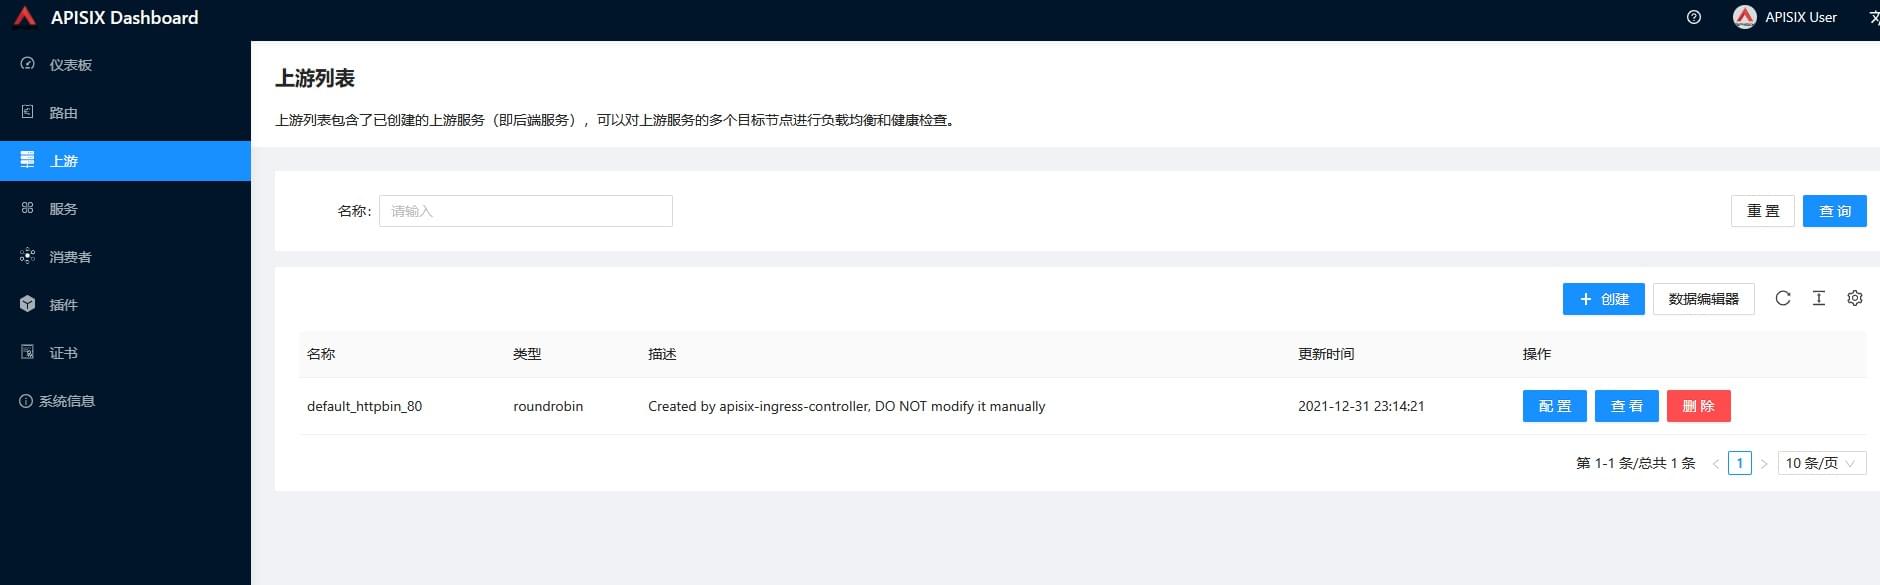 APISIX Dashboard
APISIX User
仪表板
路由
上游
服务
消费者
插件
证书
系统信息
上游列表
上游列表包含了已创建的上游服务（即后端服务），可以对上游服务的多个目标节点进行负载均衡和健康检查。
名称: 请输入 重 置 查 询
创建 数据编辑器
名称 类型 描述 更新时间 操作
default_httpbin_80 roundrobin Created by apisix-ingress-controller, DO NOT modify it manually 2021-12-31 23:14:21 配 置 查 看 删 除
第 1-1 条/总共 1 条 < 1 > 10 条/页